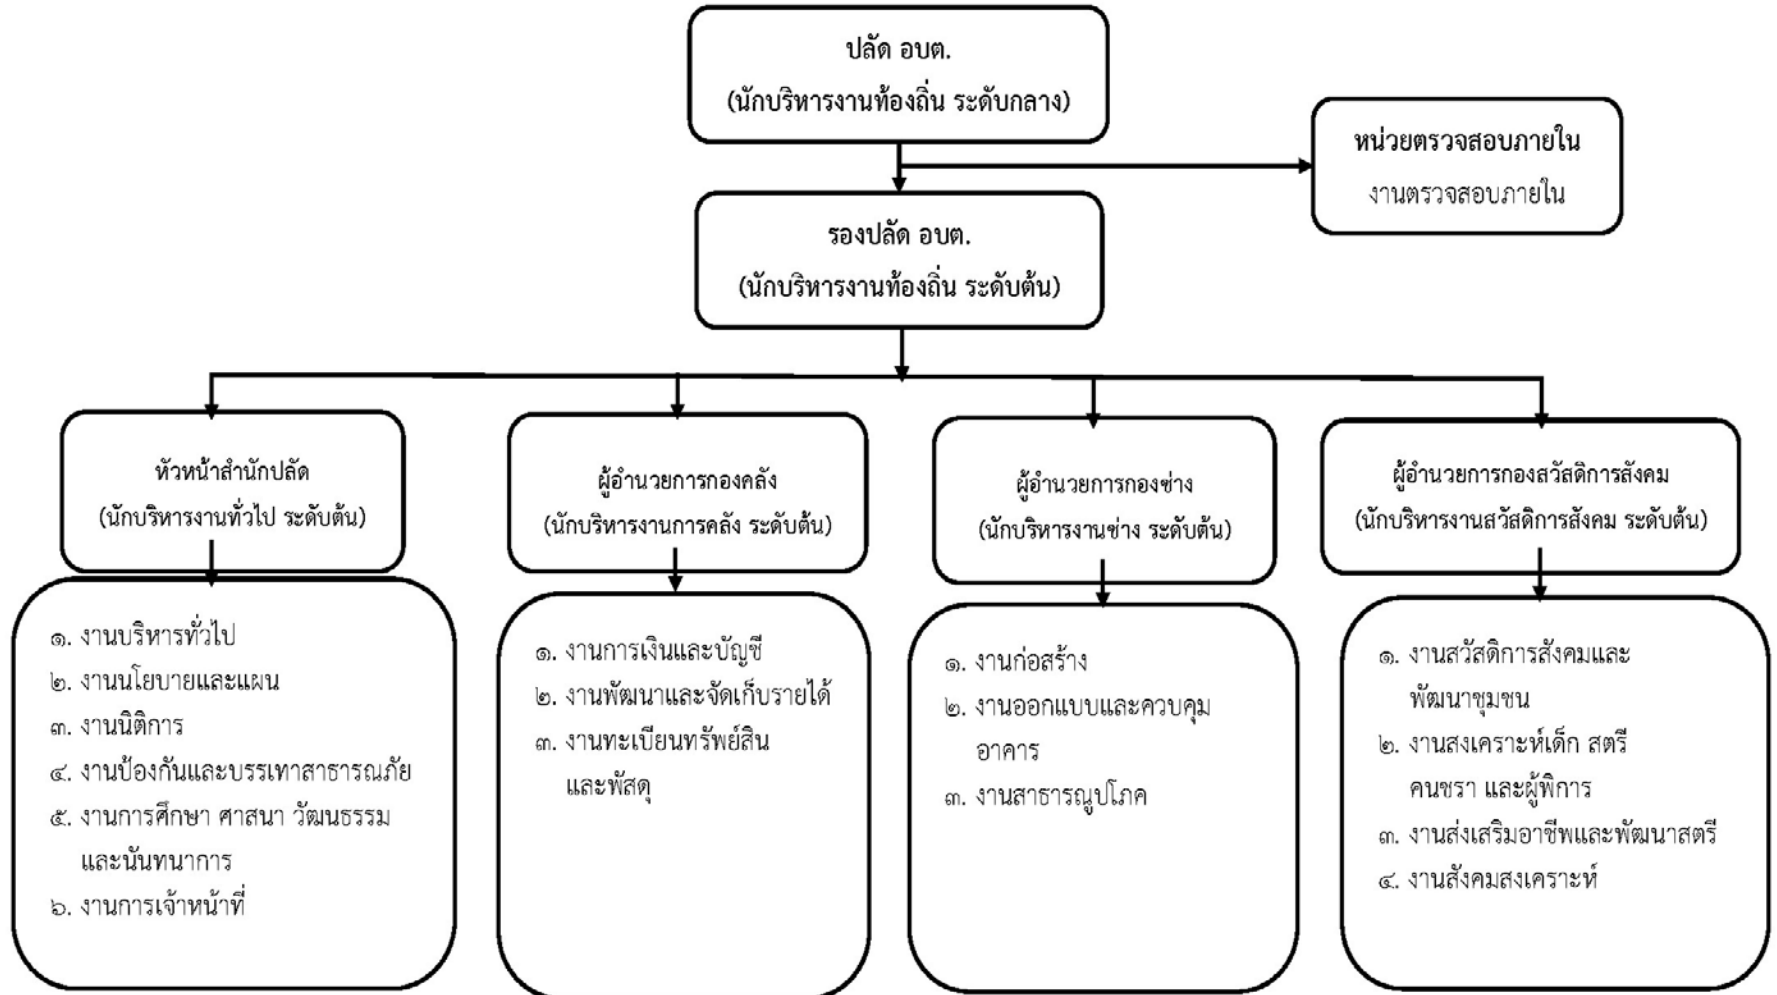 ปลัด อบต.
(นักบริหารงานท้องถิ่น ระดับกลาง)
หน่วยตรวจสอบภายใน
งานตรวจสอบภายใน
รองปลัด อบต.
(นักบริหารงานท้องถิ่น ระดับต้น)
หัวหน้าสำนักปลัด
(นักบริหารงานทั่วไป ระดับต้น)
ผู้อำนวยการกองคลัง
(นักบริหารงานการคลัง ระดับต้น)
ผู้อำนวยการกองช่าง
(นักบริหารงานช่าง ระดับต้น)
ผู้อำนวยการกองสวัสดิการสังคม
(นักบริหารงานสวัสดิการสังคม ระดับต้น)
๑. งานบริหารทั่วไป
๒. งานนโยบายและแผน
๓. งานนิติการ
๔. งานป้องกันและบรรเทาสาธารณภัย
๕. งานการศึกษา ศาสนา วัฒนธรรม
และนันทนาการ
๖. งานการเจ้าหน้าที่
๑. งานการเงินและบัญชี
๒. งานพัฒนาและจัดเก็บรายได้
๓. งานทะเบียนทรัพย์สิน
และพัสดุ
๑. งานก่อสร้าง
๒. งานออกแบบและควบคุม
อาคาร
๓. งานสาธารณูปโภค
๑. งานสวัสดิการสังคมและ
พัฒนาชุมชน
๒. งานสงเคราะห์เด็ก สตรี
คนชรา และผู้พิการ
๓. งานส่งเสริมอาชีพและพัฒนาสตรี
๔. งานสังคมสงเคราะห์